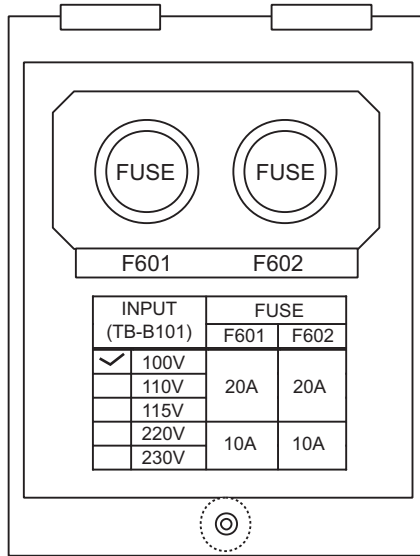 FUSE FUSE
F601 F602
INPUT FUSE
(TB-B101) F601 F602
✓ 100V
110V 20A 20A
115V
220V
230V 10A 10A